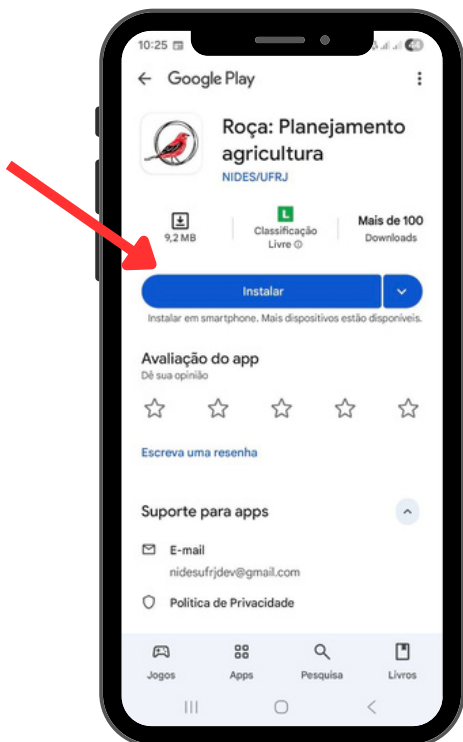 10:25
Google Play
Roça: Planejamento
agricultura
NIDES/UFRJ
9,2 MB
L
Classificação
Livre
Mais de 100
Downloads
Instalar
Instalar em smartphone. Mais dispositivos estão disponíveis.
Avaliação do app
Dê sua opinião
Escreva uma resenha
Suporte para apps
E-mail
nidesufrjdev@gmail.com
Política de Privacidade
Jogos
Apps
Pesquisa
Livros